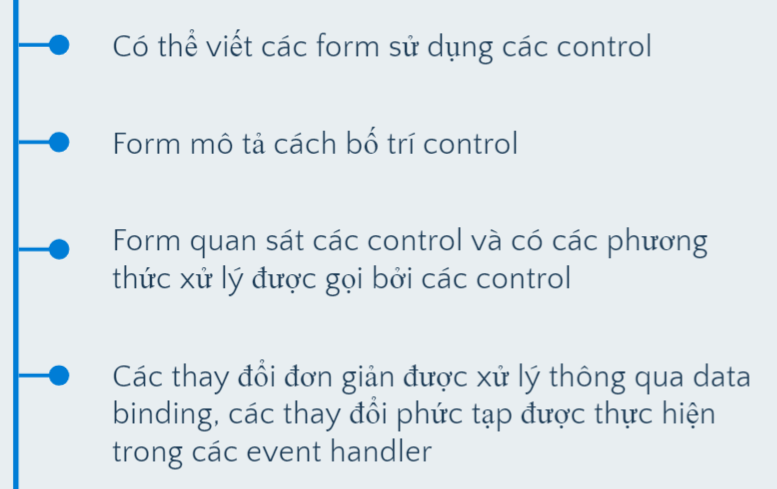 Có thể viết các form sử dụng các control
Form mô tả cách bố trí control
Form quan sát các control và có các phương
thức xử lý được gọi bởi các control
Các thay đổi đơn giản được xử lý thông qua data
binding, các thay đổi phức tạp được thực hiện
trong các event handler